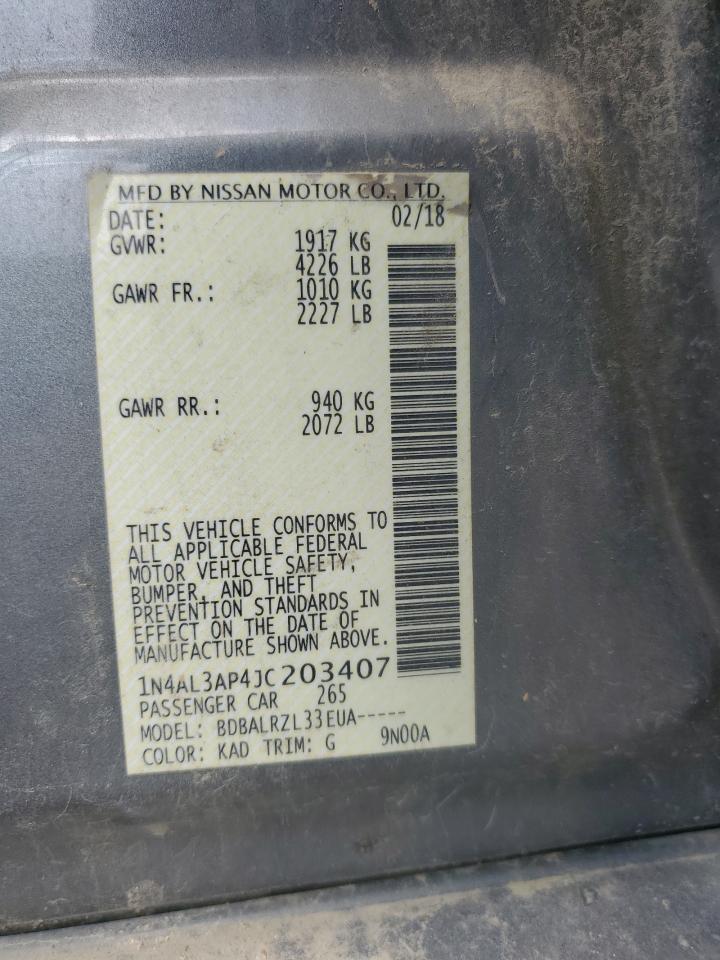 MFD BY NISSAN MOTOR CO., LTD.
DATE: 02/18
GVWR: 1917 KG
4226 LB
GAWR FR.: 1010 KG
2227 LB
GAWR RR.: 940 KG
2072 LB
THIS VEHICLE CONFORMS TO
ALL APPLICABLE FEDERAL
MOTOR VEHICLE SAFETY,
BUMPER, AND THEFT
PREVENTION STANDARDS IN
EFFECT ON THE DATE OF
MANUFACTURE SHOWN ABOVE.
1N4AL3AP4JC203407
PASSENGER CAR 265
MODEL: BDBALRZL33EUA-----
COLOR: KAD TRIM: G 9N00A